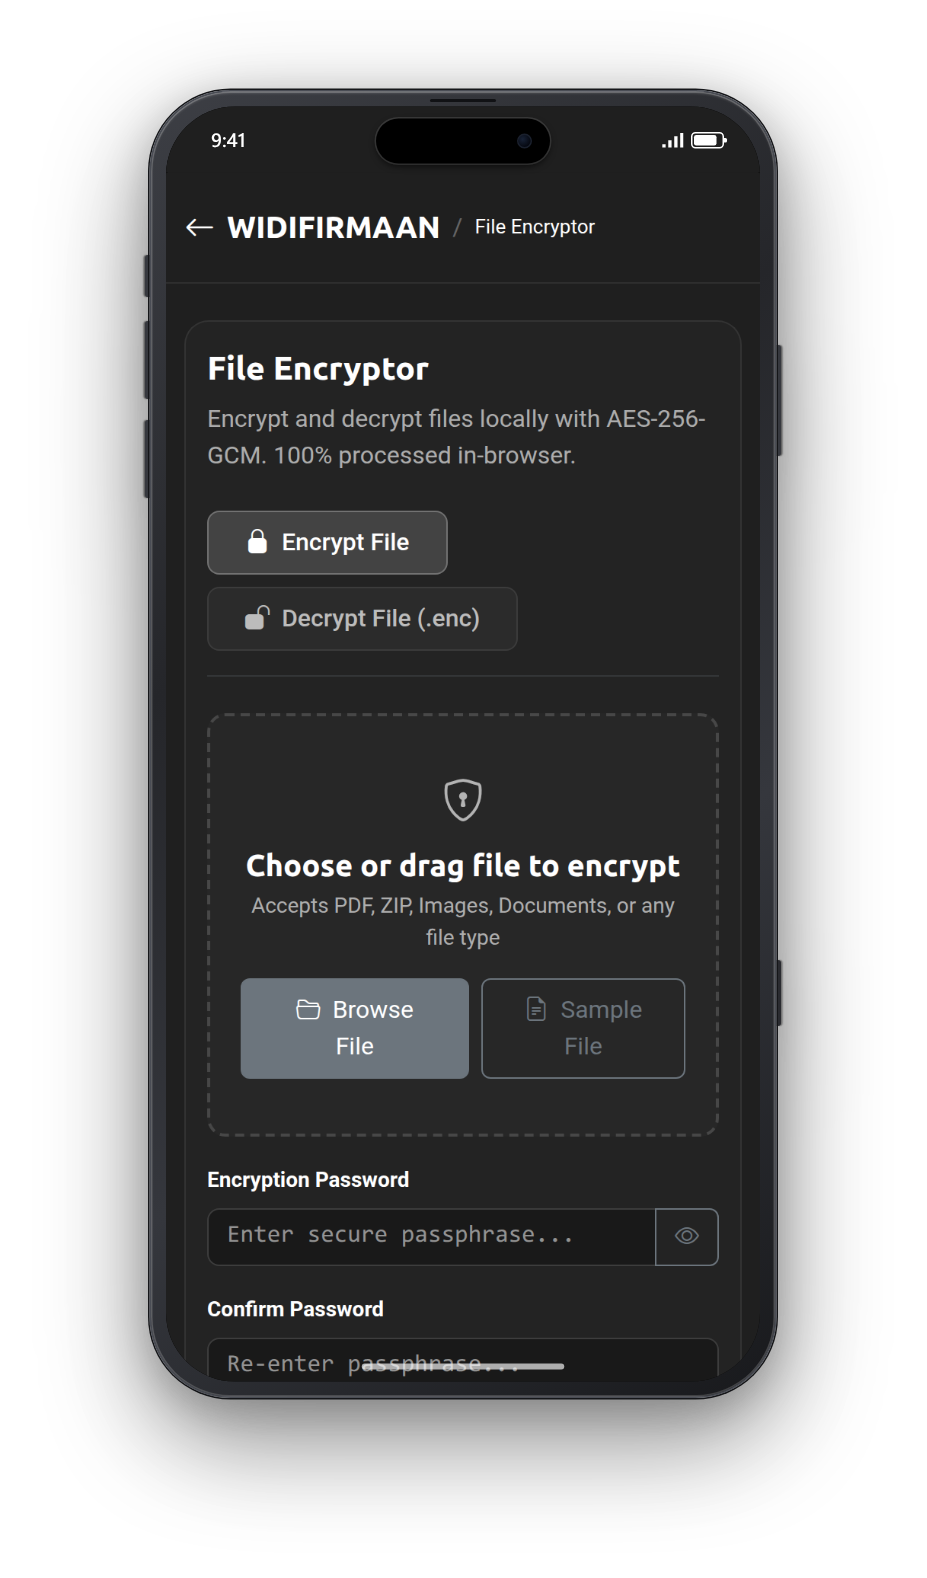 9:41
WIDIFIRMAAN / File Encryptor
File Encryptor
Encrypt and decrypt files locally with AES-256-
GCM. 100% processed in-browser.
Encrypt File
Decrypt File (.enc)
Choose or drag file to encrypt
Accepts PDF, ZIP, Images, Documents, or any
file type
Browse
File
Sample
File
Encryption Password
Enter secure passphrase...
Confirm Password
Re-enter passphrase...